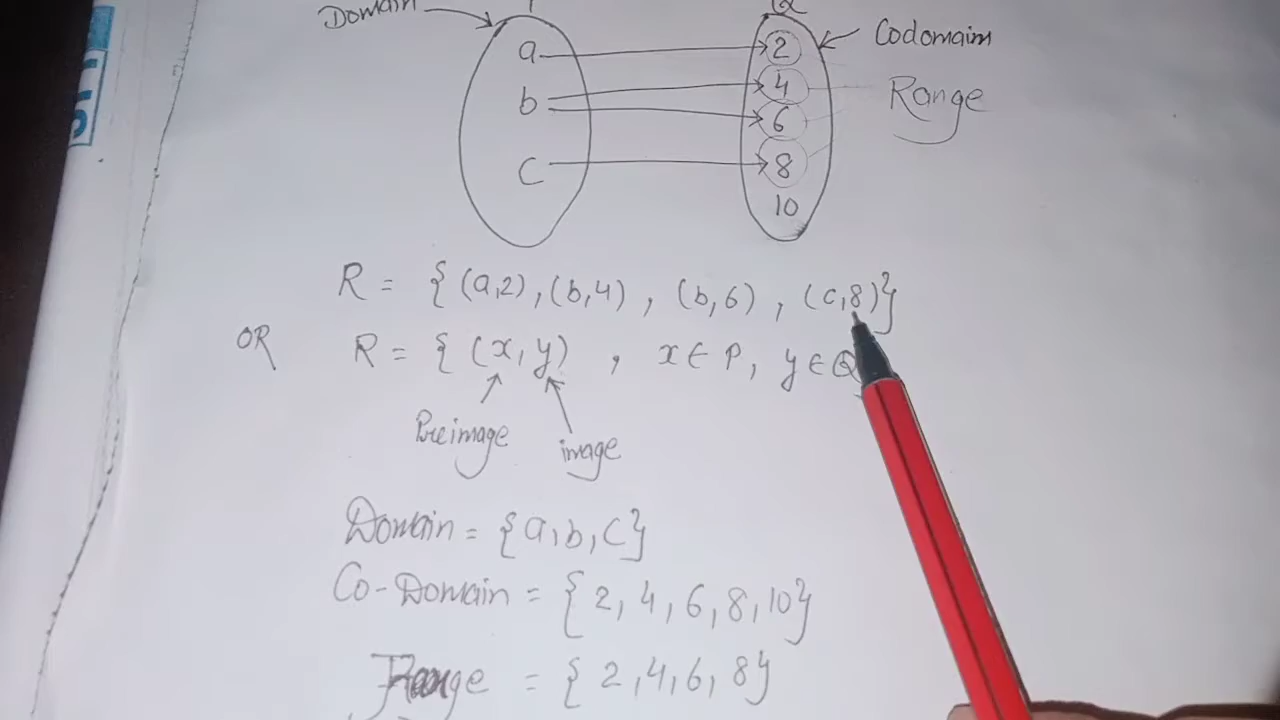 Domain
a
b
c
2
4
6
8
10
Codomaim
Range
R = { (a,2), (b,4) , (b,6) , (c,8)}
OR R = { (x, y) , x ∈ P, y ∈ Q
Preimage image
Domain = {a, b, c}
Co-Domain = { 2, 4, 6, 8, 10}
Range = { 2, 4, 6, 8}